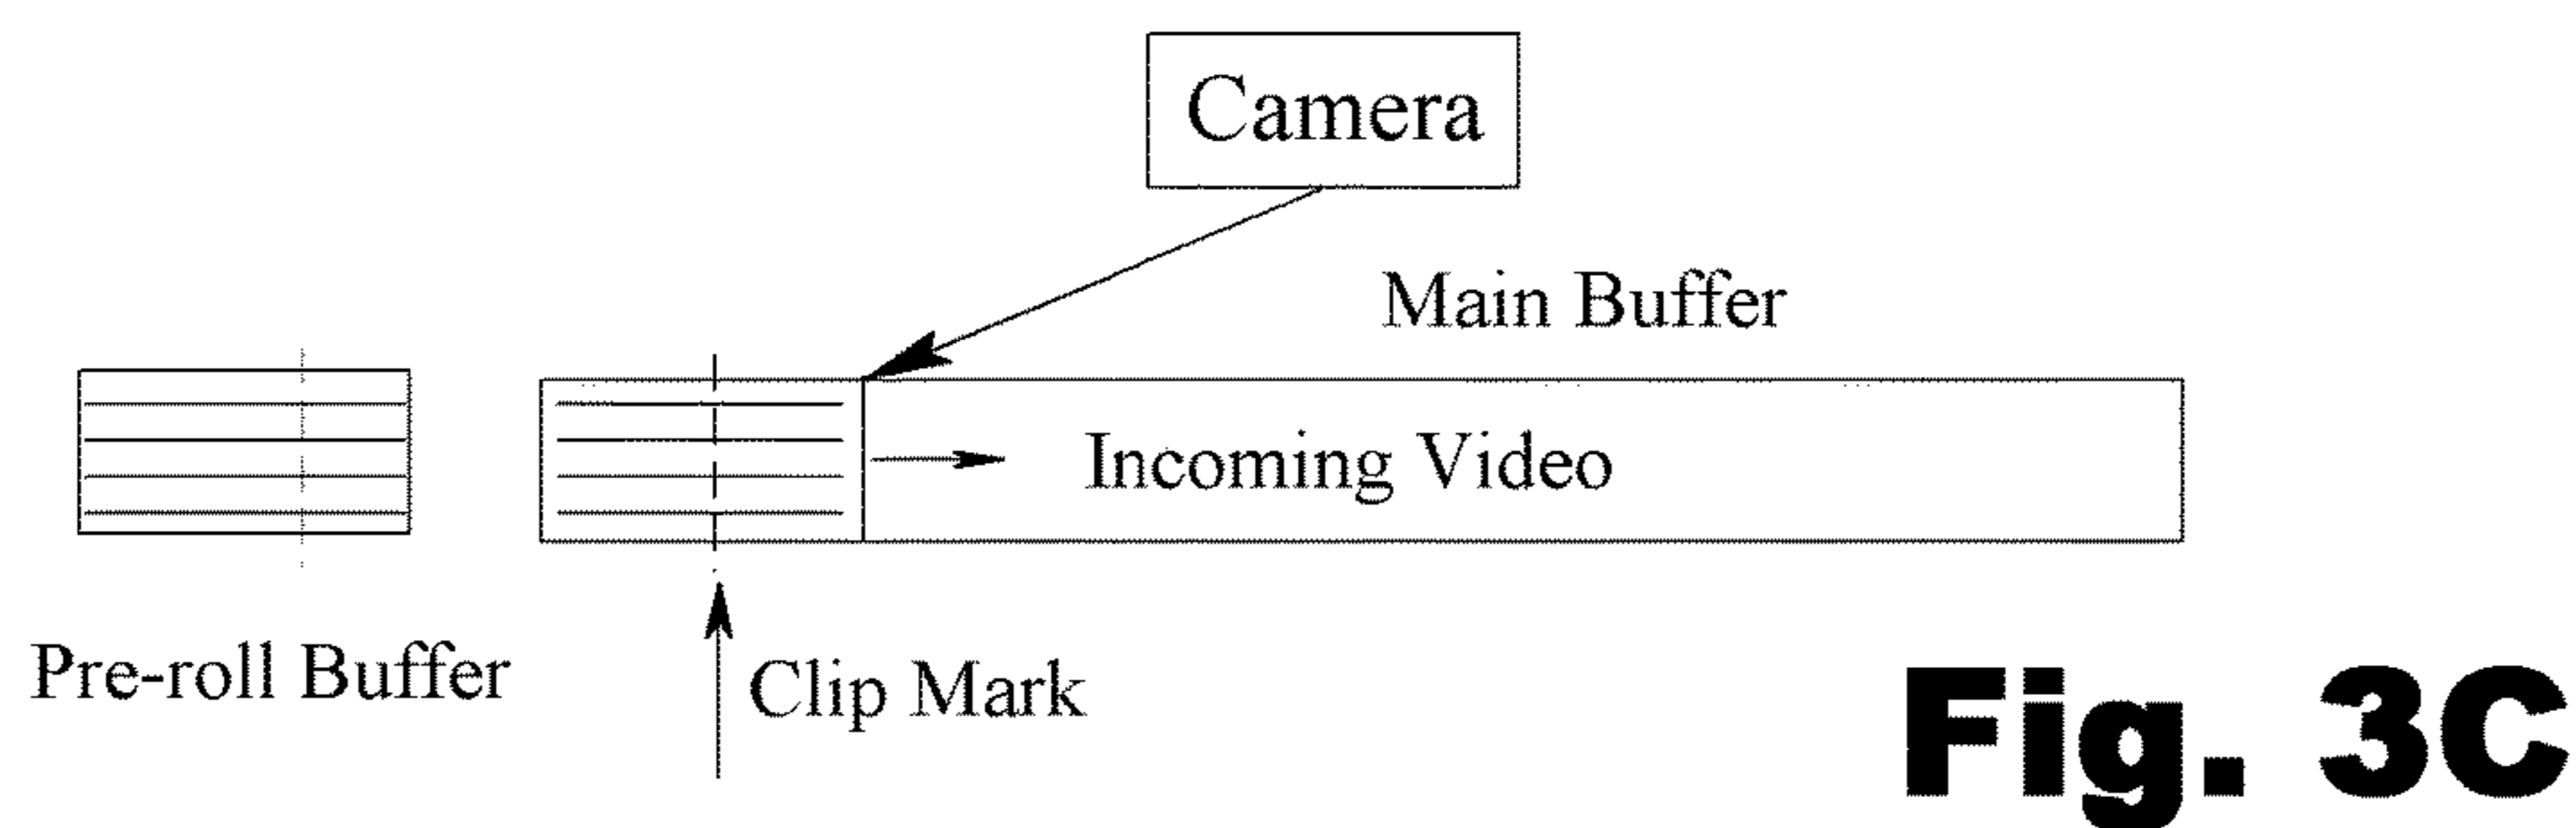 Camera
Main Buffer
Incoming Video
Pre-roll Buffer
Clip Mark
Fig. 3C